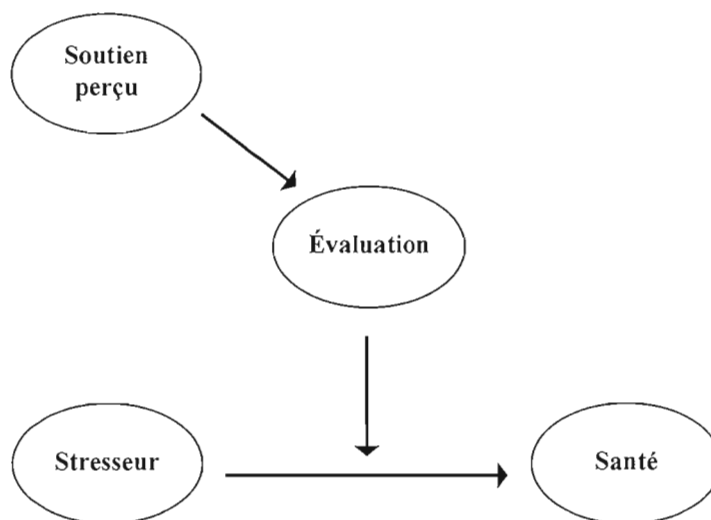 Soutien
perçu
Évaluation
Stresseur
Santé